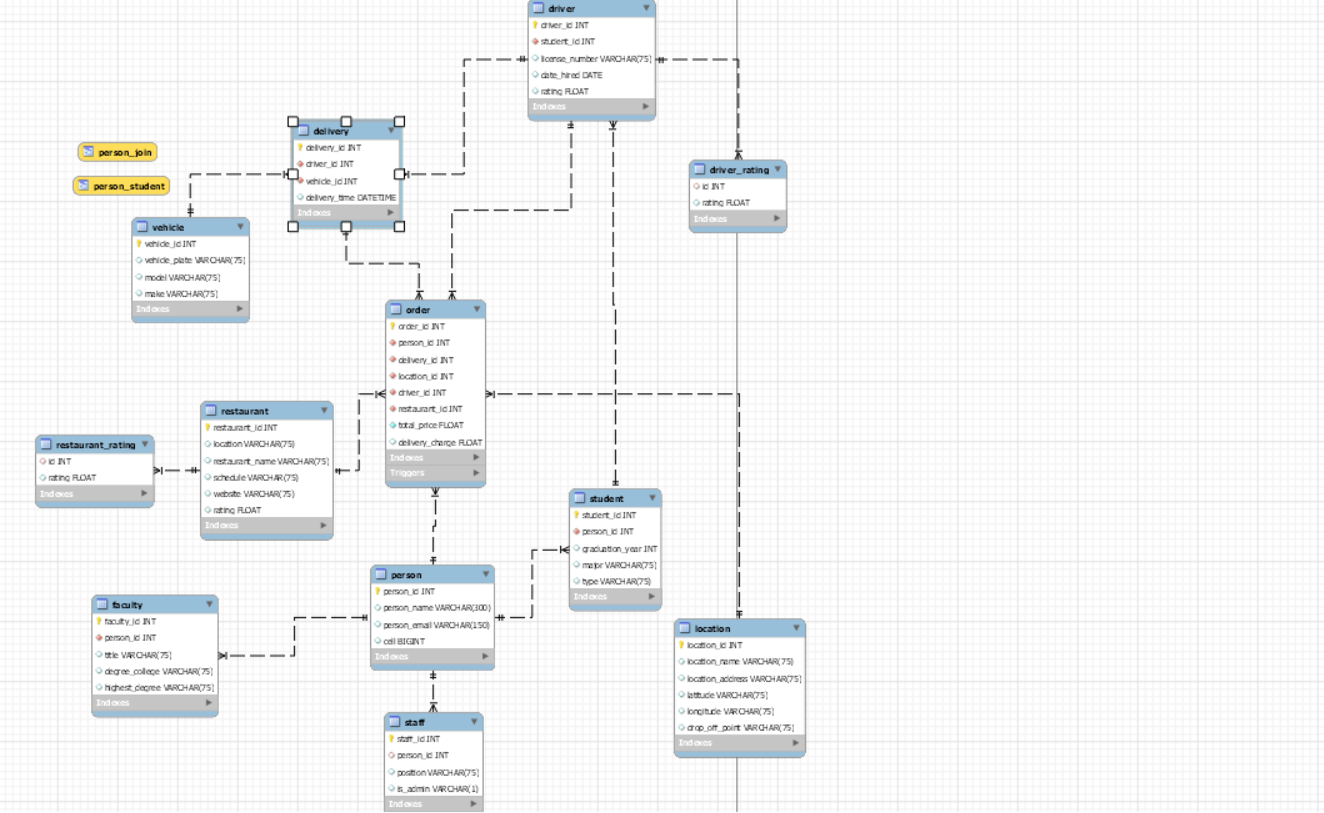 driver
driver_id INT
student_id INT
license_number VARCHAR(75)
date_hired DATE
rating FLOAT
Indexes
delivery
delivery_id INT
driver_id INT
vehicle_id INT
delivery_time DATETIME
Indexes
person_join
person_student
driver_rating
id INT
rating FLOAT
Indexes
vehicle
vehicle_id INT
vehicle_plate VARCHAR(75)
model VARCHAR(75)
make VARCHAR(75)
Indexes
order
order_id INT
person_id INT
delivery_id INT
location_id INT
driver_id INT
restaurant_id INT
total_price FLOAT
delivery_charge FLOAT
Indexes
Triggers
restaurant
restaurant_id INT
location VARCHAR(75)
restaurant_name VARCHAR(75)
schedule VARCHAR(75)
website VARCHAR(75)
rating FLOAT
Indexes
restaurant_rating
id INT
rating FLOAT
Indexes
student
student_id INT
person_id INT
graduation_year INT
major VARCHAR(75)
type VARCHAR(75)
Indexes
person
person_id INT
person_name VARCHAR(300)
person_email VARCHAR(150)
cell BIGINT
Indexes
faculty
faculty_id INT
person_id INT
title VARCHAR(75)
degree_college VARCHAR(75)
highest_degree VARCHAR(75)
Indexes
location
location_id INT
location_name VARCHAR(75)
location_address VARCHAR(75)
latitude VARCHAR(75)
longitude VARCHAR(75)
drop_off_point VARCHAR(75)
Indexes
staff
staff_id INT
person_id INT
position VARCHAR(75)
is_admin VARCHAR(1)
Indexes